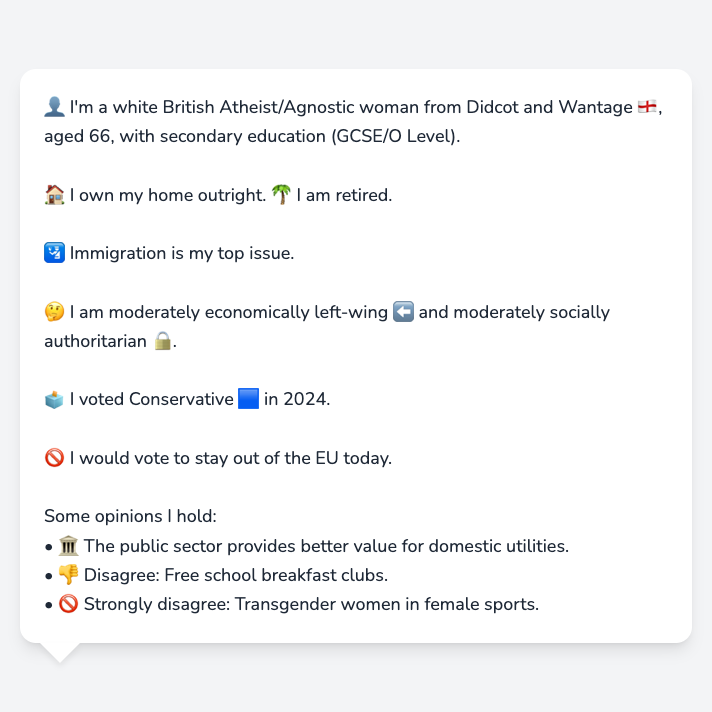 👤 I'm a white British Atheist/Agnostic woman from Didcot and Wantage 🏴󠁧󠁢󠁥󠁮󠁧󠁿,
aged 66, with secondary education (GCSE/O Level).
🏠 I own my home outright. 🌴 I am retired.
🛂 Immigration is my top issue.
🤔 I am moderately economically left-wing ⬅️ and moderately socially
authoritarian 🔒.
🗳️ I voted Conservative 🟦 in 2024.
🚫 I would vote to stay out of the EU today.
Some opinions I hold:
• 🏛️ The public sector provides better value for domestic utilities.
• 👎 Disagree: Free school breakfast clubs.
• 🚫 Strongly disagree: Transgender women in female sports.